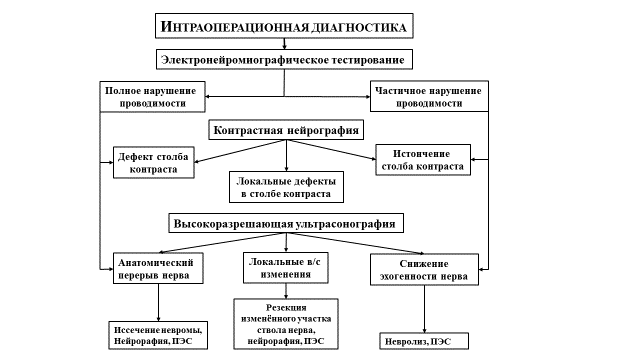 ИНТРАОПЕРАЦИОННАЯ ДИАГНОСТИКА
Электронейромиографическое тестирование
Полное нарушение
проводимости
Частичное нарушение
проводимости
Контрастная нейрография
Дефект столба
контраста
Локальные дефекты
в столбе контраста
Истончение
столба контраста
Высокоразрешающая ультрасонография
Анатомический
перерыв нерва
Локальные в/с
изменения
Снижение
эхогенности нерва
Иссечение невромы,
Нейрорафия, ПЭС
Резекция
изменённого участка
ствола нерва,
нейрорафия, ПЭС
Невролиз, ПЭС